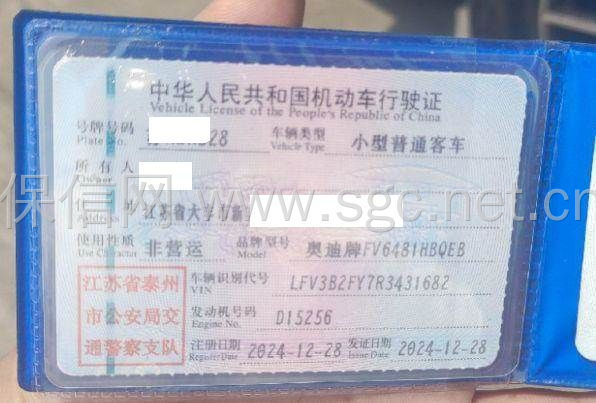 中华人民共和国机动车行驶证
Vehicle License of the People's Republic of China
号牌号码 28 车辆类型 小型普通客车
Plate No. Vehicle Type
所有人
Owner
住 址 江苏省
Address
使用性质 非营运 品牌型号 奥迪牌FV6481HBQEB
Use Character Model
江苏省泰州
市公安局交
通警察支队
车辆识别代号 LFV3B2FY7R3431682
VIN
发动机号码 D15256
Engine No.
注册日期 2024-12-28 发证日期 2024-12-28
Register Date Issue Date
保信网 www.sgc.net.cn